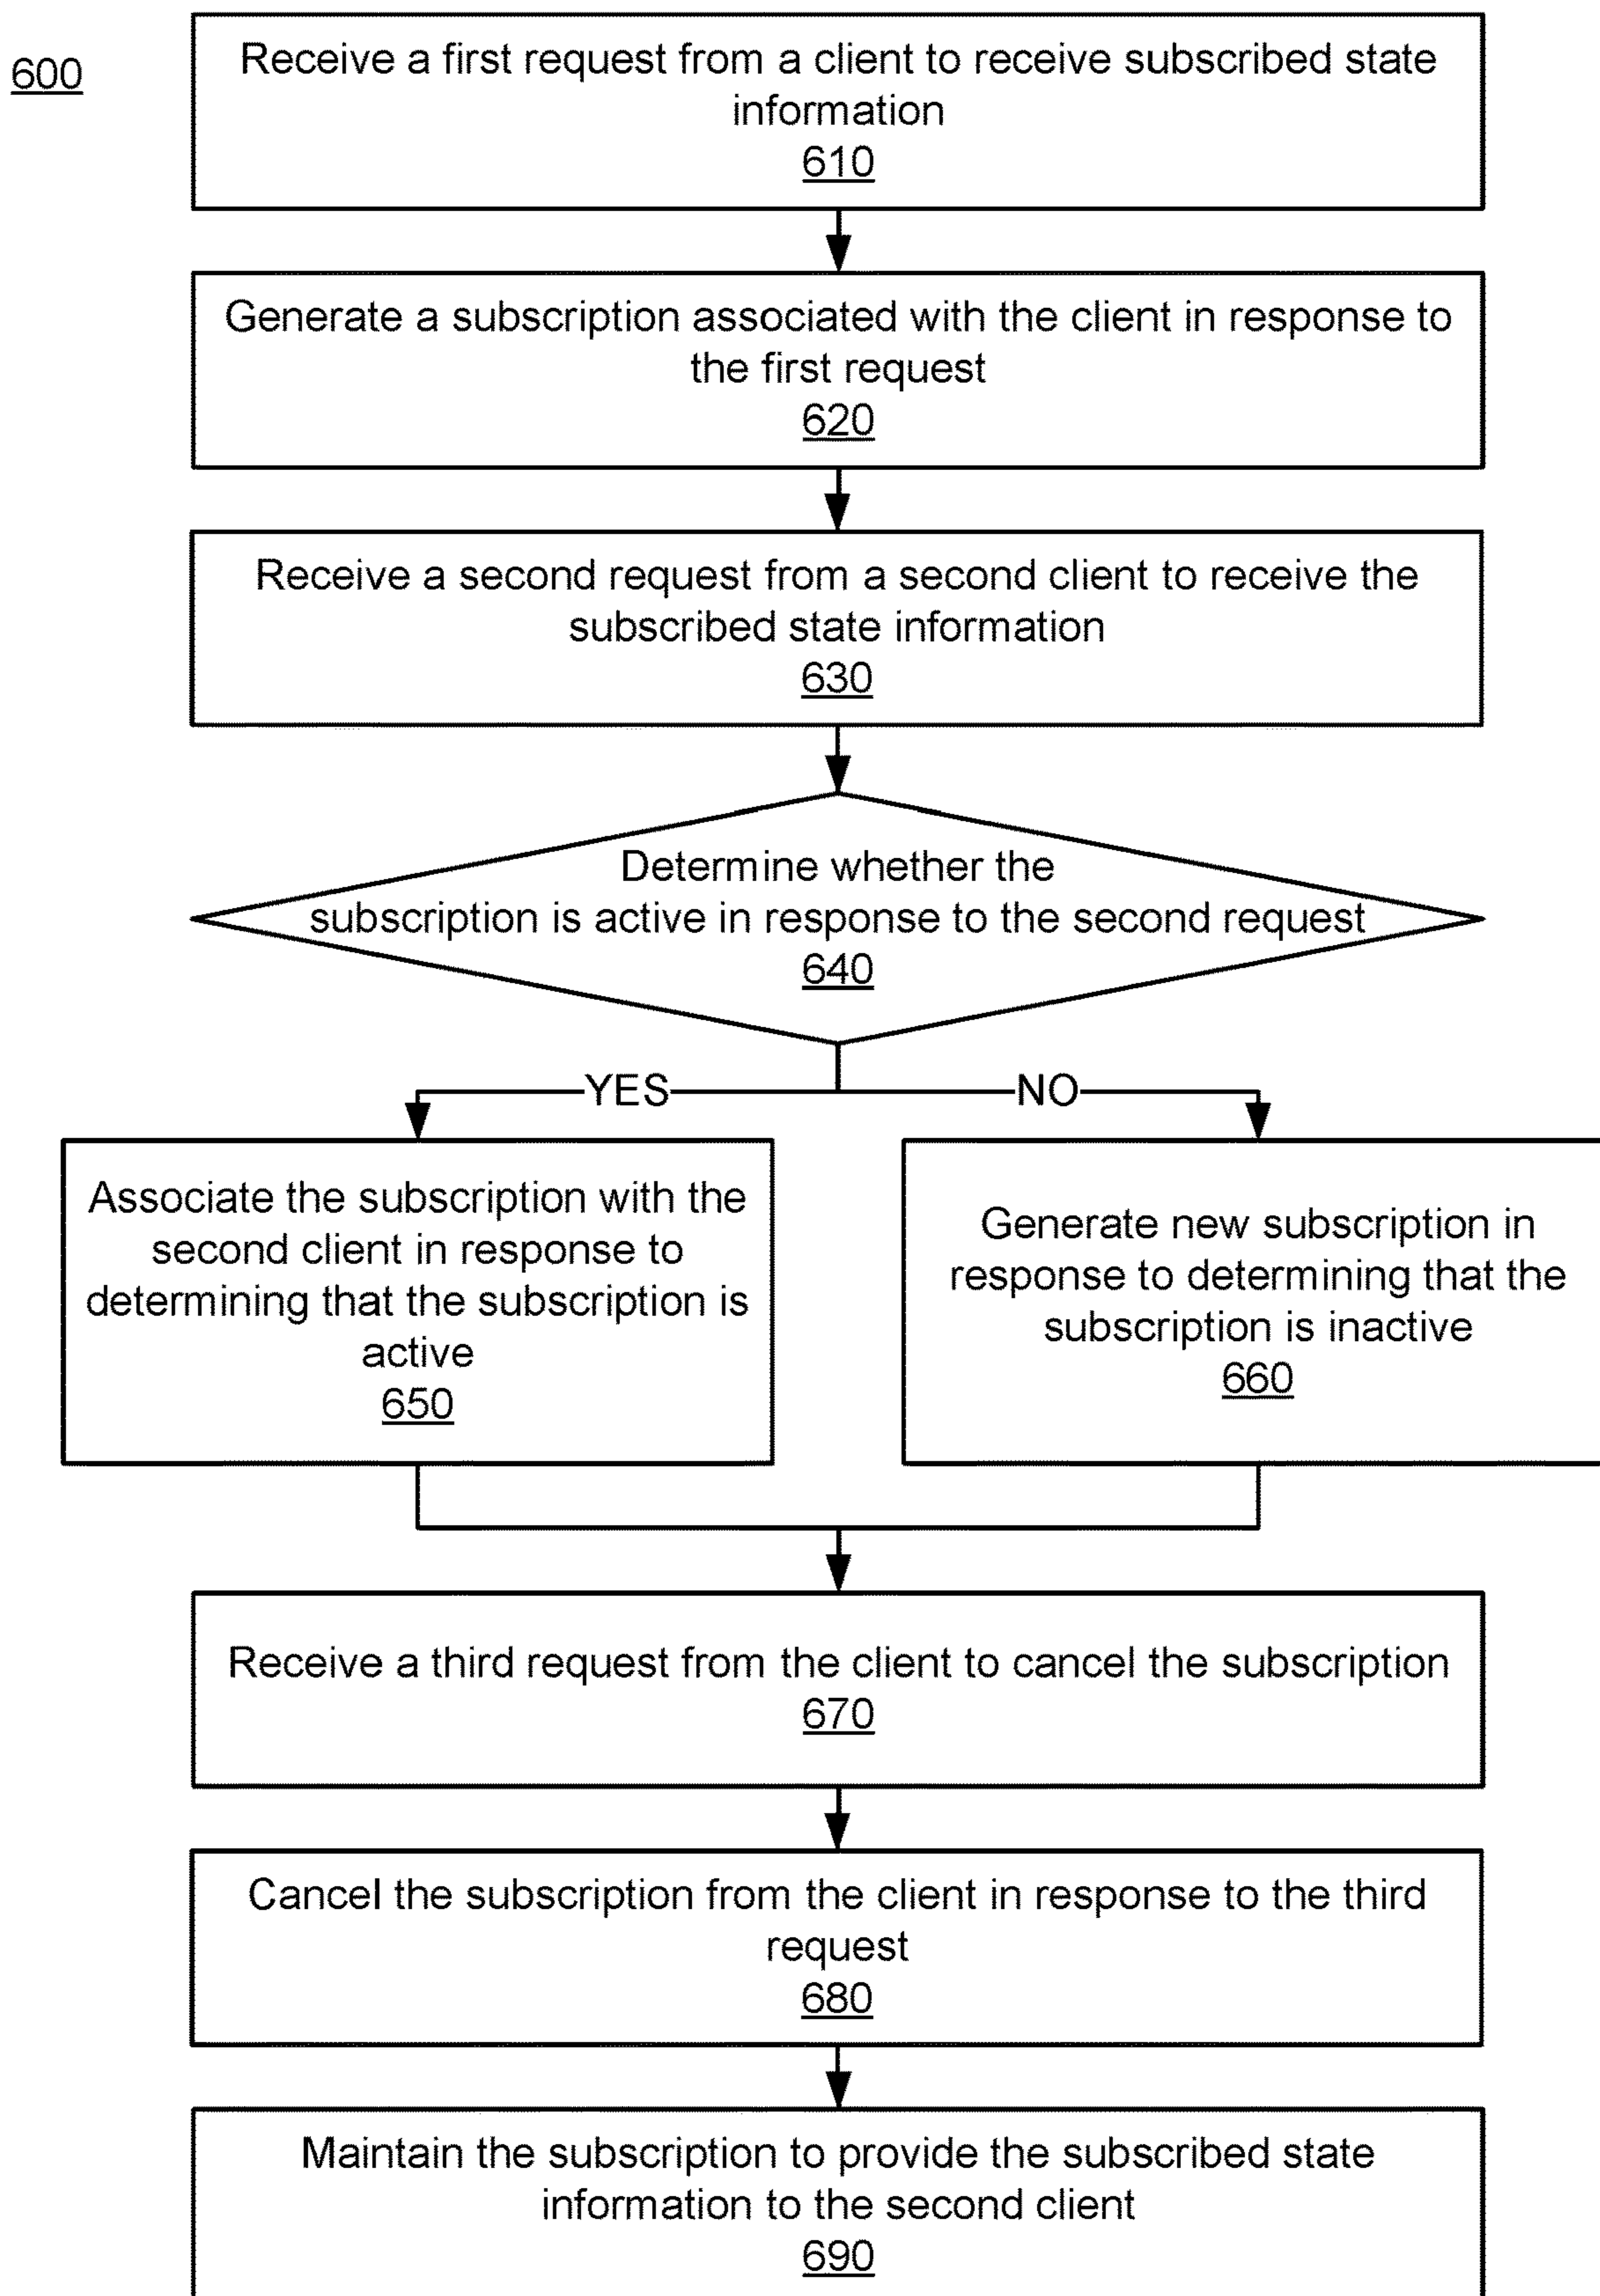 600
Receive a first request from a client to receive subscribed state
information
610
Generate a subscription associated with the client in response to
the first request
620
Receive a second request from a second client to receive the
subscribed state information
630
Determine whether the
subscription is active in response to the second request
640
YES
NO
Associate the subscription with the
second client in response to
determining that the subscription is
active
650
Generate new subscription in
response to determining that the
subscription is inactive
660
Receive a third request from the client to cancel the subscription
670
Cancel the subscription from the client in response to the third
request
680
Maintain the subscription to provide the subscribed state
information to the second client
690